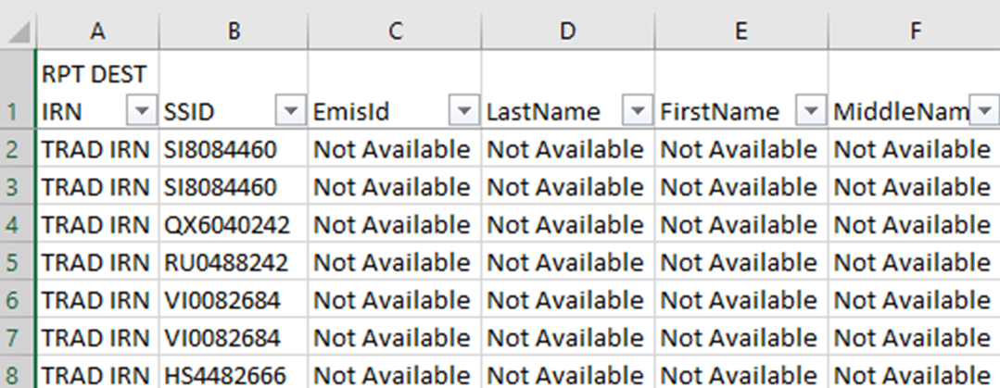 A B C D E F
RPT DEST
1 IRN SSID EmisId LastName FirstName MiddleNam
2 TRAD IRN SI8084460 Not Available Not Available Not Available Not Available
3 TRAD IRN SI8084460 Not Available Not Available Not Available Not Available
4 TRAD IRN QX6040242 Not Available Not Available Not Available Not Available
5 TRAD IRN RU0488242 Not Available Not Available Not Available Not Available
6 TRAD IRN VI0082684 Not Available Not Available Not Available Not Available
7 TRAD IRN VI0082684 Not Available Not Available Not Available Not Available
8 TRAD IRN HS4482666 Not Available Not Available Not Available Not Available